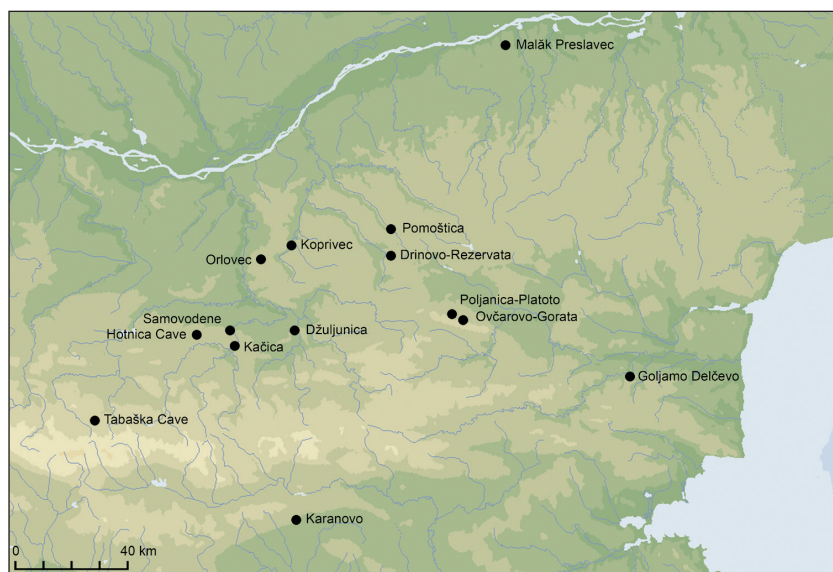 Malăk Preslavec
Pomoštica
Koprivec
Drinovo-Rezervata
Orlovec
Poljanica-Platoto
Ovčarovo-Gorata
Samovodene
Džuljunica
Hotnica Cave
Kačica
Goljamo Delčevo
Tabaška Cave
Karanovo
0 40 km